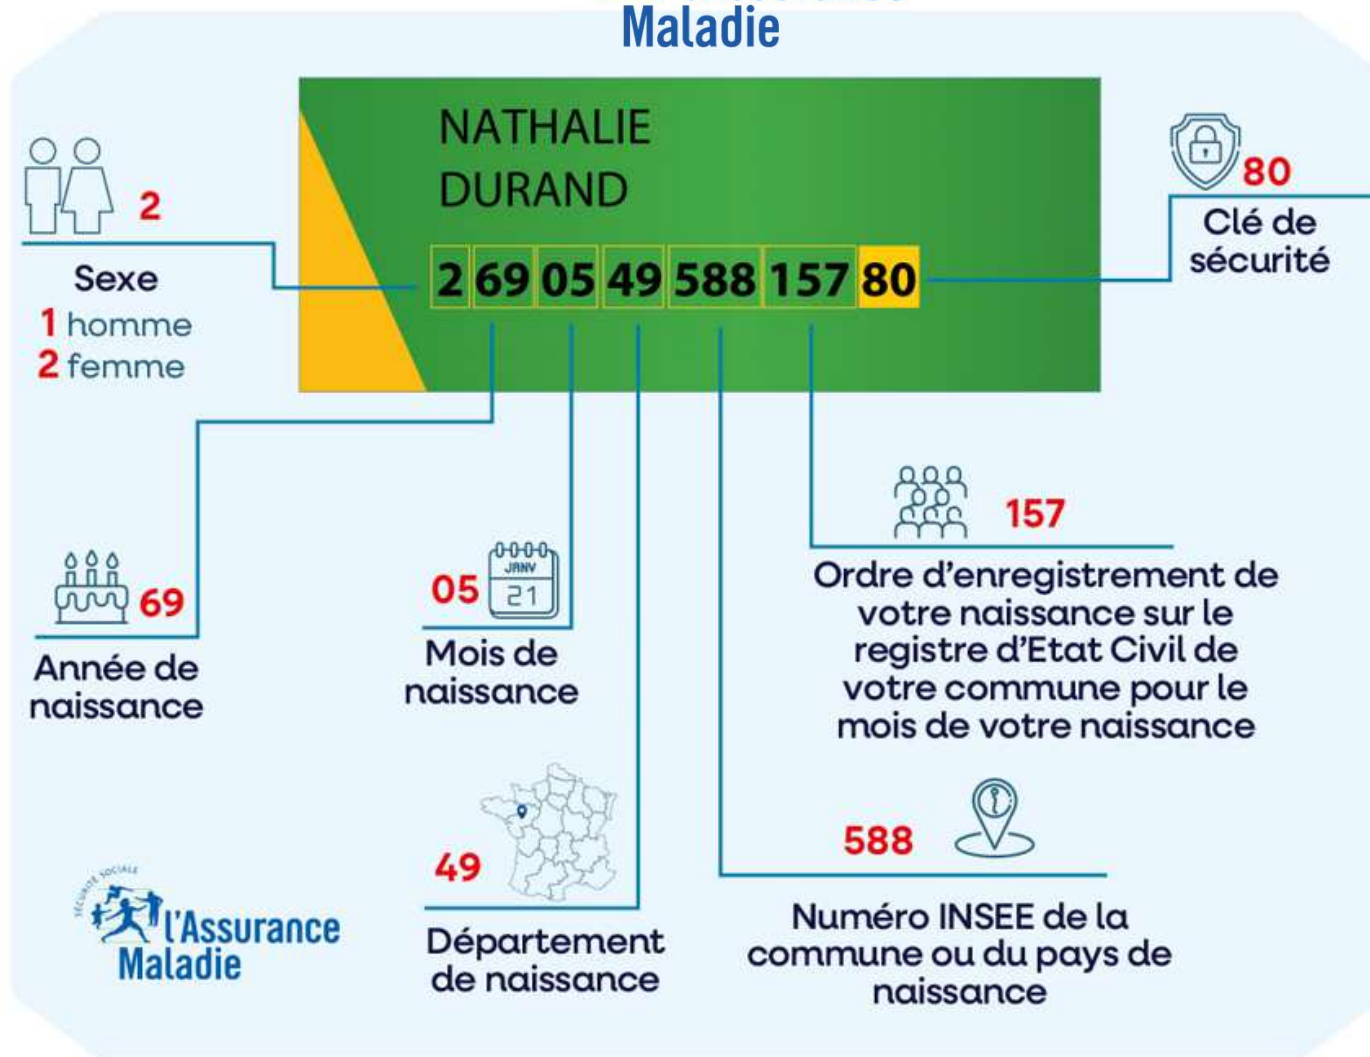 Maladie
NATHALIE
DURAND
2 69 05 49 588 157 80
2
Sexe
1 homme
2 femme
80
Clé de
sécurité
69
Année de
naissance
05
JANV
21
Mois de
naissance
157
Ordre d'enregistrement de
votre naissance sur le
registre d'Etat Civil de
votre commune pour le
mois de votre naissance
49
Département
de naissance
588
Numéro INSEE de la
commune ou du pays de
naissance
SÉCURITÉ SOCIALE
l'Assurance
Maladie